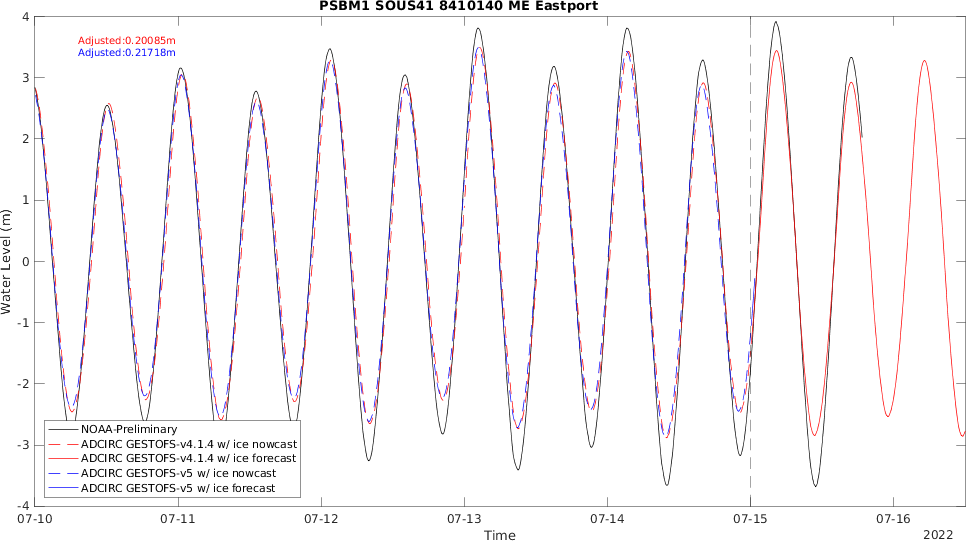 PSBM1 SOUS41 8410140 ME Eastport
Adjusted:0.20085m
Adjusted:0.21718m
Water Level (m)
4
3
2
1
0
-1
-2
-3
-4
NOAA-Preliminary
ADCIRC GESTOFS-v4.1.4 w/ ice nowcast
ADCIRC GESTOFS-v4.1.4 w/ ice forecast
ADCIRC GESTOFS-v5 w/ ice nowcast
ADCIRC GESTOFS-v5 w/ ice forecast
07-10 07-11 07-12 07-13 07-14 07-15 07-16
Time
2022